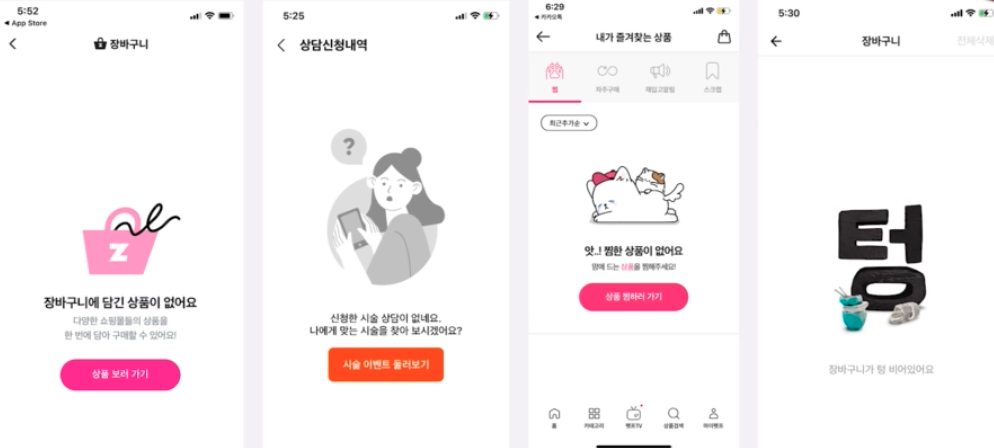 5:52
App Store
장바구니
z
장바구니에 담긴 상품이 없어요
다양한 쇼핑몰들의 상품을
한 번에 담아 구매할 수 있어요!
상품 보러 가기
5:25
상담신청내역
?
신청한 시술 상담이 없네요.
나에게 맞는 시술을 찾아 보시겠어요?
시술 이벤트 둘러보기
6:29
카카오톡
내가 즐겨찾는 상품
찜
자주구매
재입고알림
스크랩
최근추가순
앗..! 찜한 상품이 없어요
맘에 드는 상품을 찜해주세요!
상품 찜하러 가기
홈
카테고리
펫프TV
상품검색
마이펫프
5:30
장바구니
전체삭제
텅
장바구니가 텅 비어있어요